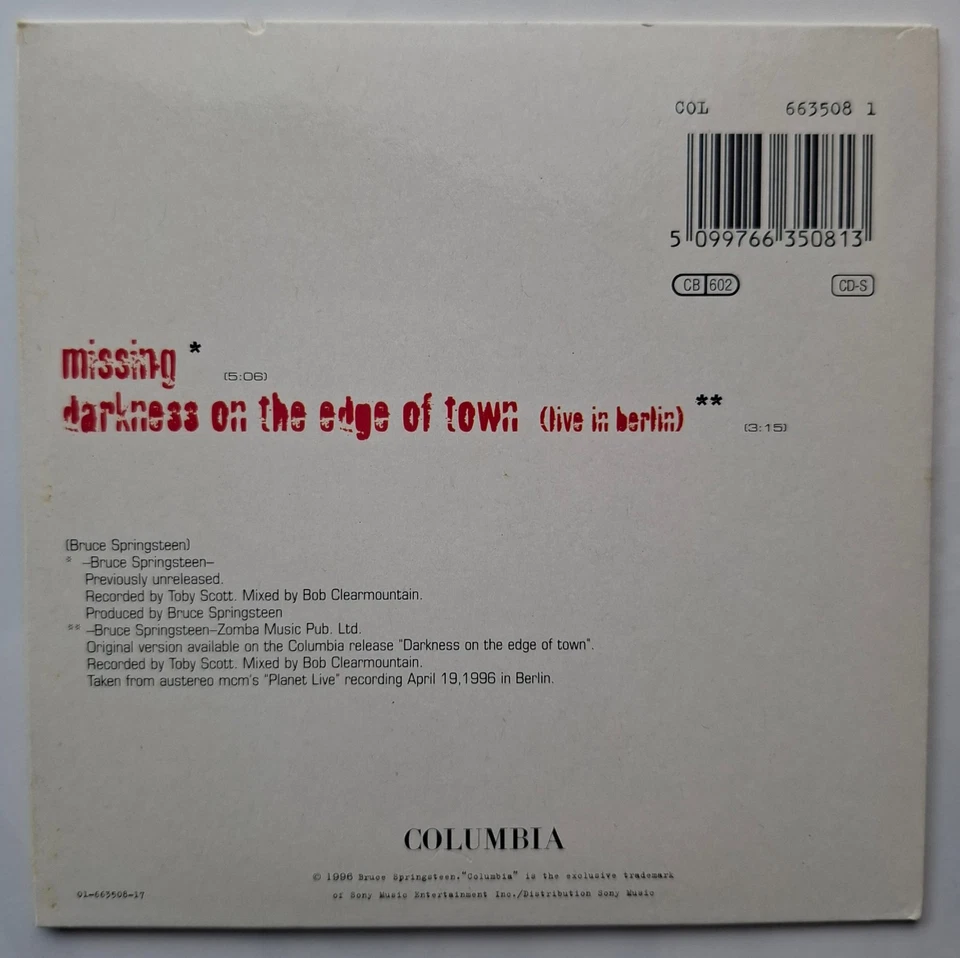 COL 663508 1
5 099766 350813
CB 602 CD-S
missing * (5:06)
darkness on the edge of town (live in berlin) ** (3:15)
(Bruce Springsteen)
* –Bruce Springsteen–
Previously unreleased.
Recorded by Toby Scott. Mixed by Bob Clearmountain.
Produced by Bruce Springsteen
** –Bruce Springsteen–Zomba Music Pub. Ltd.
Original version available on the Columbia release "Darkness on the edge of town".
Recorded by Toby Scott. Mixed by Bob Clearmountain.
Taken from austereo mcm's "Planet Live" recording April 19,1996 in Berlin.
COLUMBIA
© 1996 Bruce Springsteen."Columbia" is the exclusive trademark
of Sony Music Entertainment Inc./Distribution Sony Music
01-663508-17